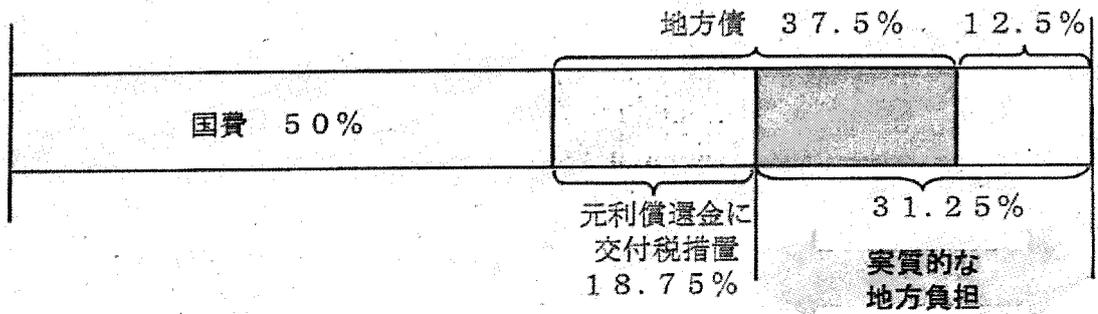 地方債 37.5% 12.5%
国費 50%
元利償還金に
交付税措置
18.75%
31.25%
実質的な
地方負担